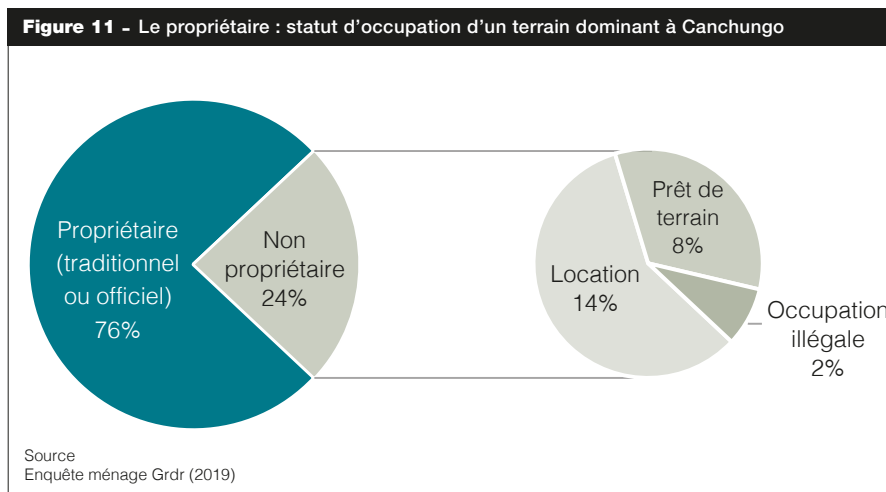 Figure 11 - Le propriétaire : statut d’occupation d’un terrain dominant à Canchungo
Propriétaire
(traditionnel
ou officiel)
76%
Non
propriétaire
24%
Location
14%
Prêt de
terrain
8%
Occupation
illégale
2%
Source
Enquête ménage Grdr (2019)